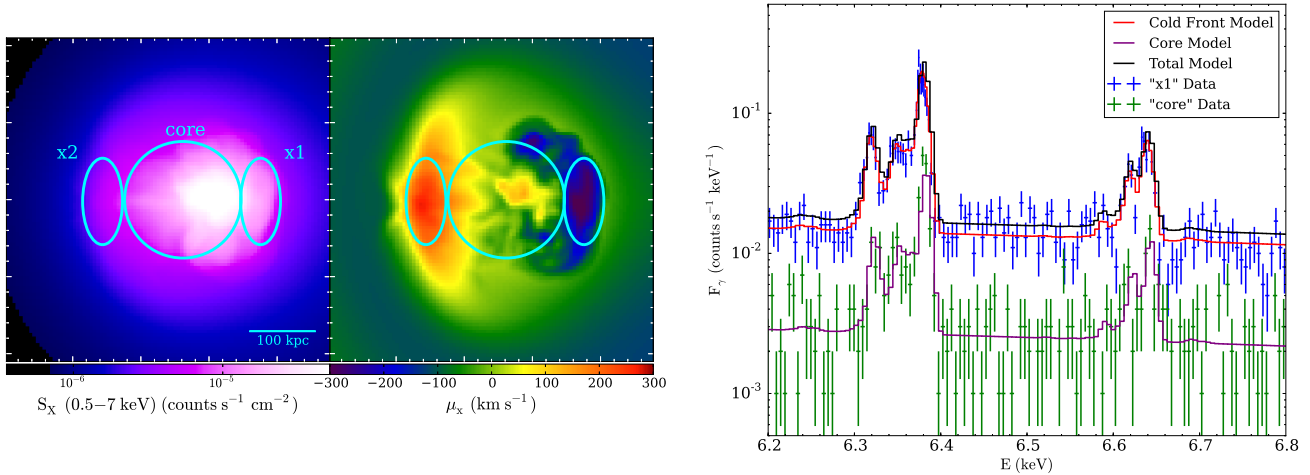 x2
core
x1
100 kpc
10⁻⁶
10⁻⁵
S_X (0.5−7 keV) (counts s⁻¹ cm⁻²)
−300 −200 −100 0 100 200 300
μ_x (km s⁻¹)
Cold Front Model
Core Model
Total Model
"x1" Data
"core" Data
F_γ (counts s⁻¹ keV⁻¹)
10⁻¹
10⁻²
10⁻³
6.2 6.3 6.4 6.5 6.6 6.7 6.8
E (keV)